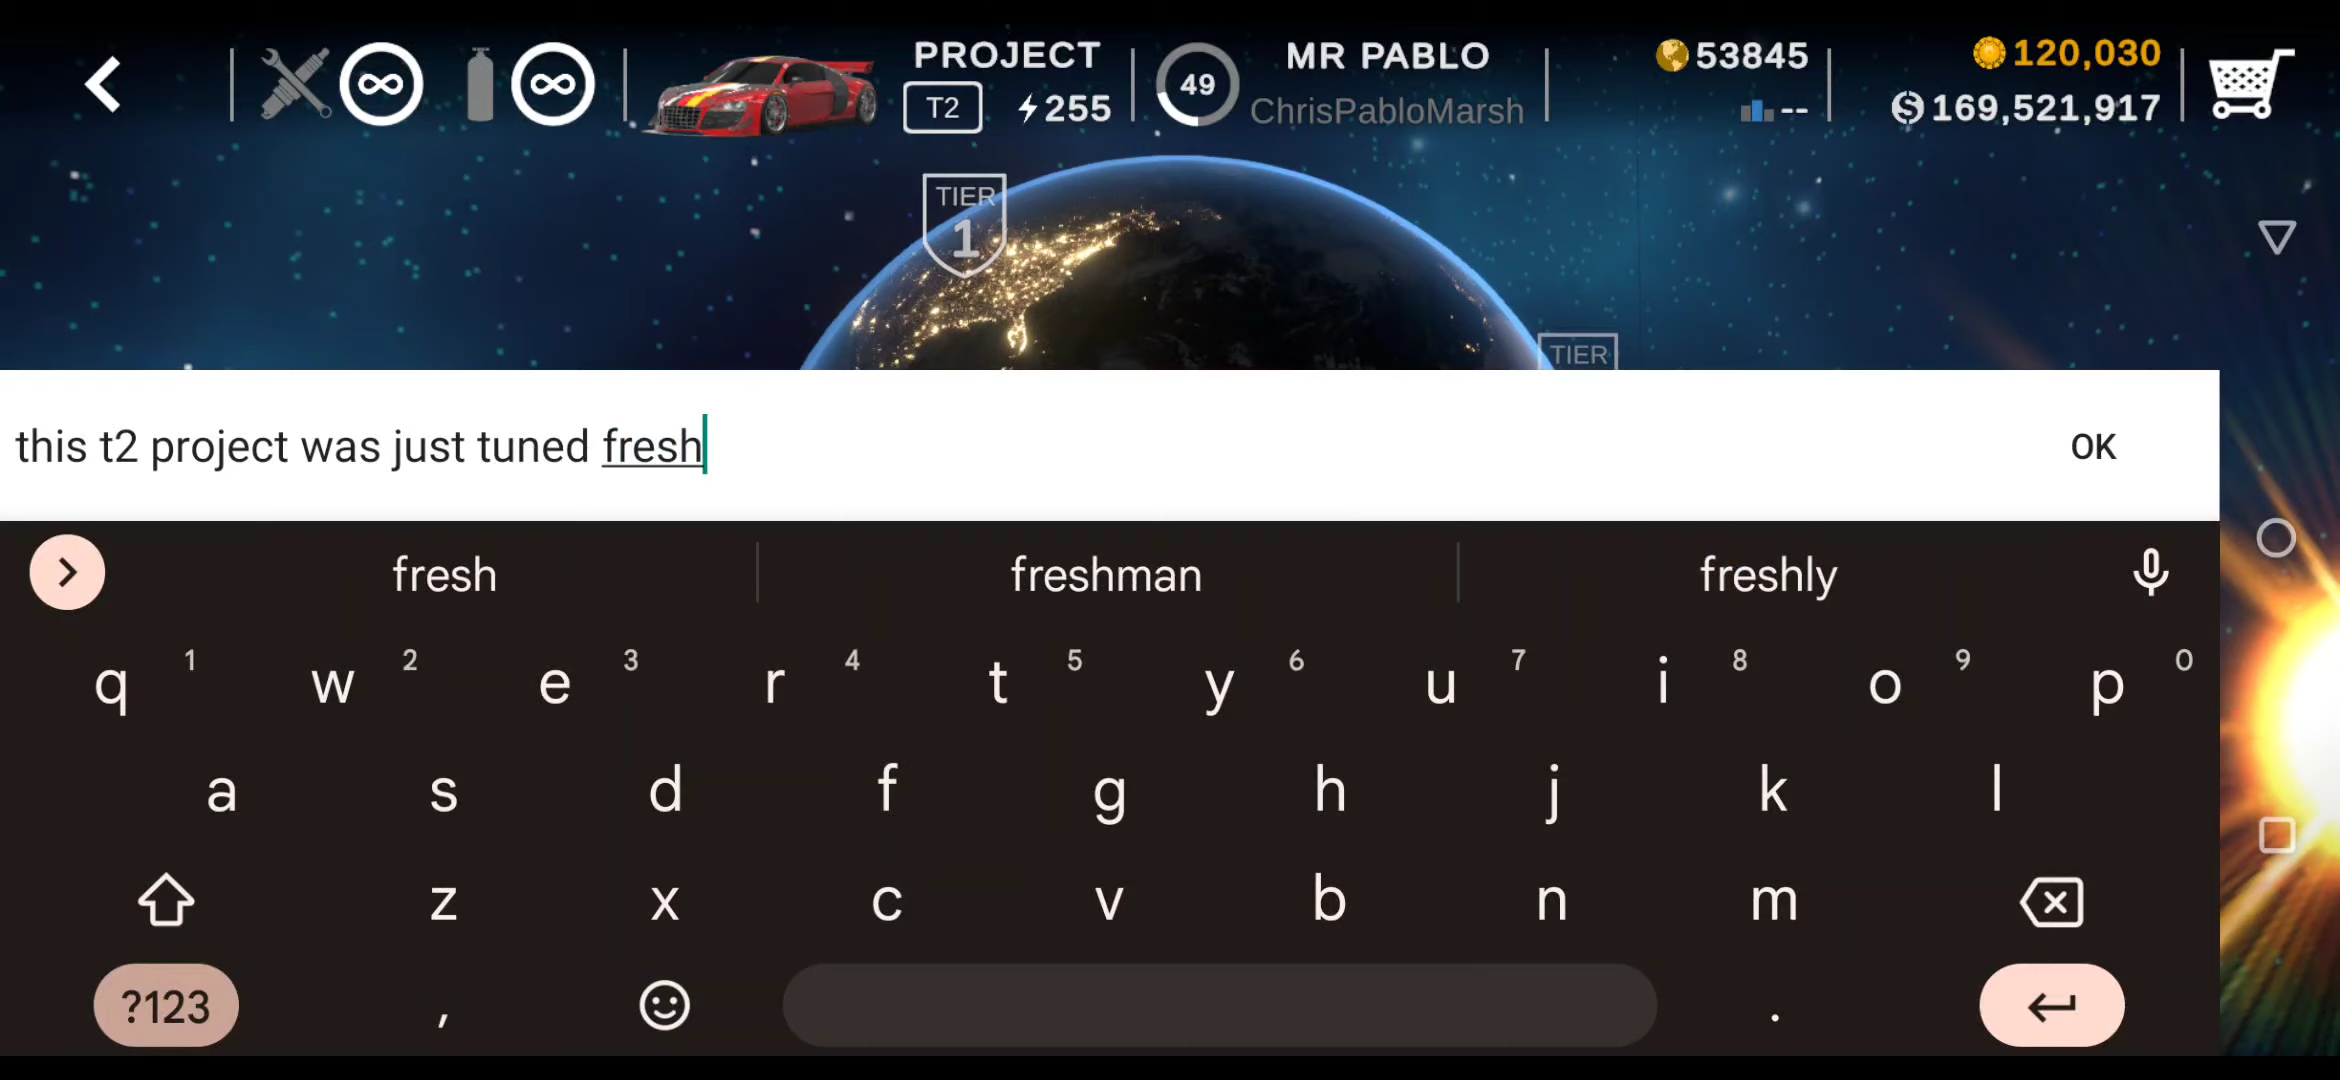 PROJECT
T2 255
49
MR PABLO
ChrisPabloMarsh
53845
--
120,030
169,521,917
TIER
1
TIER
this t2 project was just tuned fresh
OK
fresh freshman freshly
q 1 w 2 e 3 r 4 t 5 y 6 u 7 i 8 o 9 p 0
a s d f g h j k l
z x c v b n m
?123 , .